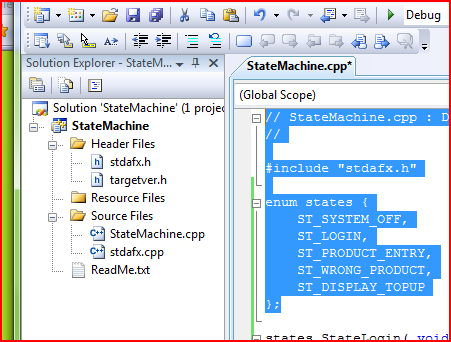 Debug
Solution Explorer - StateM...
StateMachine.cpp*
(Global Scope)
Solution 'StateMachine' (1 projec
StateMachine
Header Files
stdafx.h
targetver.h
Resource Files
Source Files
StateMachine.cpp
stdafx.cpp
ReadMe.txt
// StateMachine.cpp : D
//
#include "stdafx.h"
enum states {
ST_SYSTEM_OFF,
ST_LOGIN,
ST_PRODUCT_ENTRY,
ST_WRONG_PRODUCT,
ST_DISPLAY_TOPUP
};
states StateLogin( void